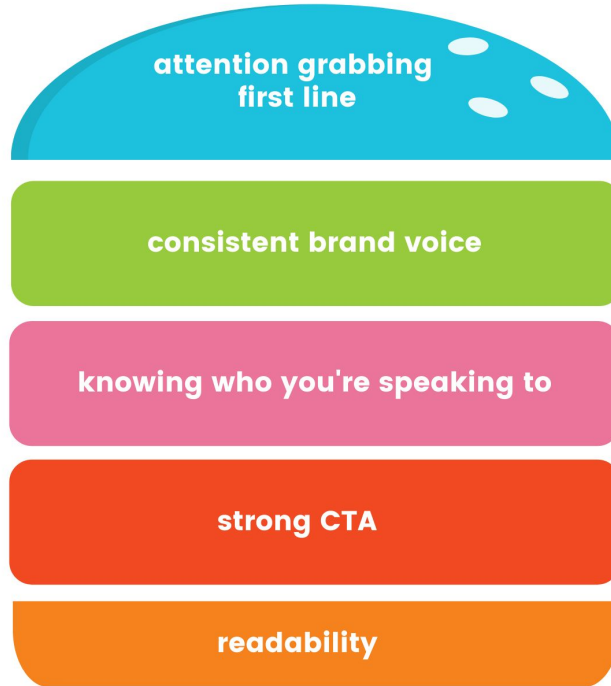 attention grabbing
first line
consistent brand voice
knowing who you're speaking to
strong CTA
readability